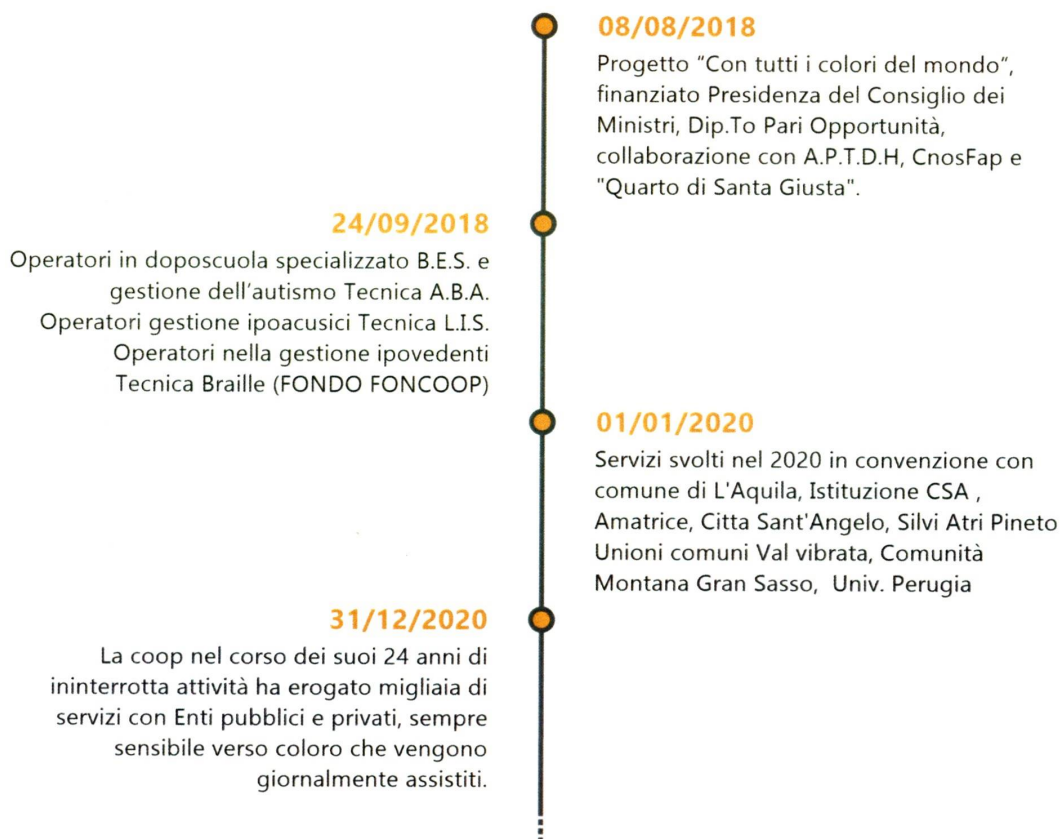 08/08/2018
Progetto “Con tutti i colori del mondo”,
finanziato Presidenza del Consiglio dei
Ministri, Dip.To Pari Opportunità,
collaborazione con A.P.T.D.H, CnosFap e
"Quarto di Santa Giusta".
24/09/2018
Operatori in doposcuola specializzato B.E.S. e
gestione dell'autismo Tecnica A.B.A.
Operatori gestione ipoacusici Tecnica L.I.S.
Operatori nella gestione ipovedenti
Tecnica Braille (FONDO FONCOOP)
01/01/2020
Servizi svolti nel 2020 in convenzione con
comune di L'Aquila, Istituzione CSA ,
Amatrice, Citta Sant'Angelo, Silvi Atri Pineto
Unioni comuni Val vibrata, Comunità
Montana Gran Sasso, Univ. Perugia
31/12/2020
La coop nel corso dei suoi 24 anni di
ininterrotta attività ha erogato migliaia di
servizi con Enti pubblici e privati, sempre
sensibile verso coloro che vengono
giornalmente assistiti.